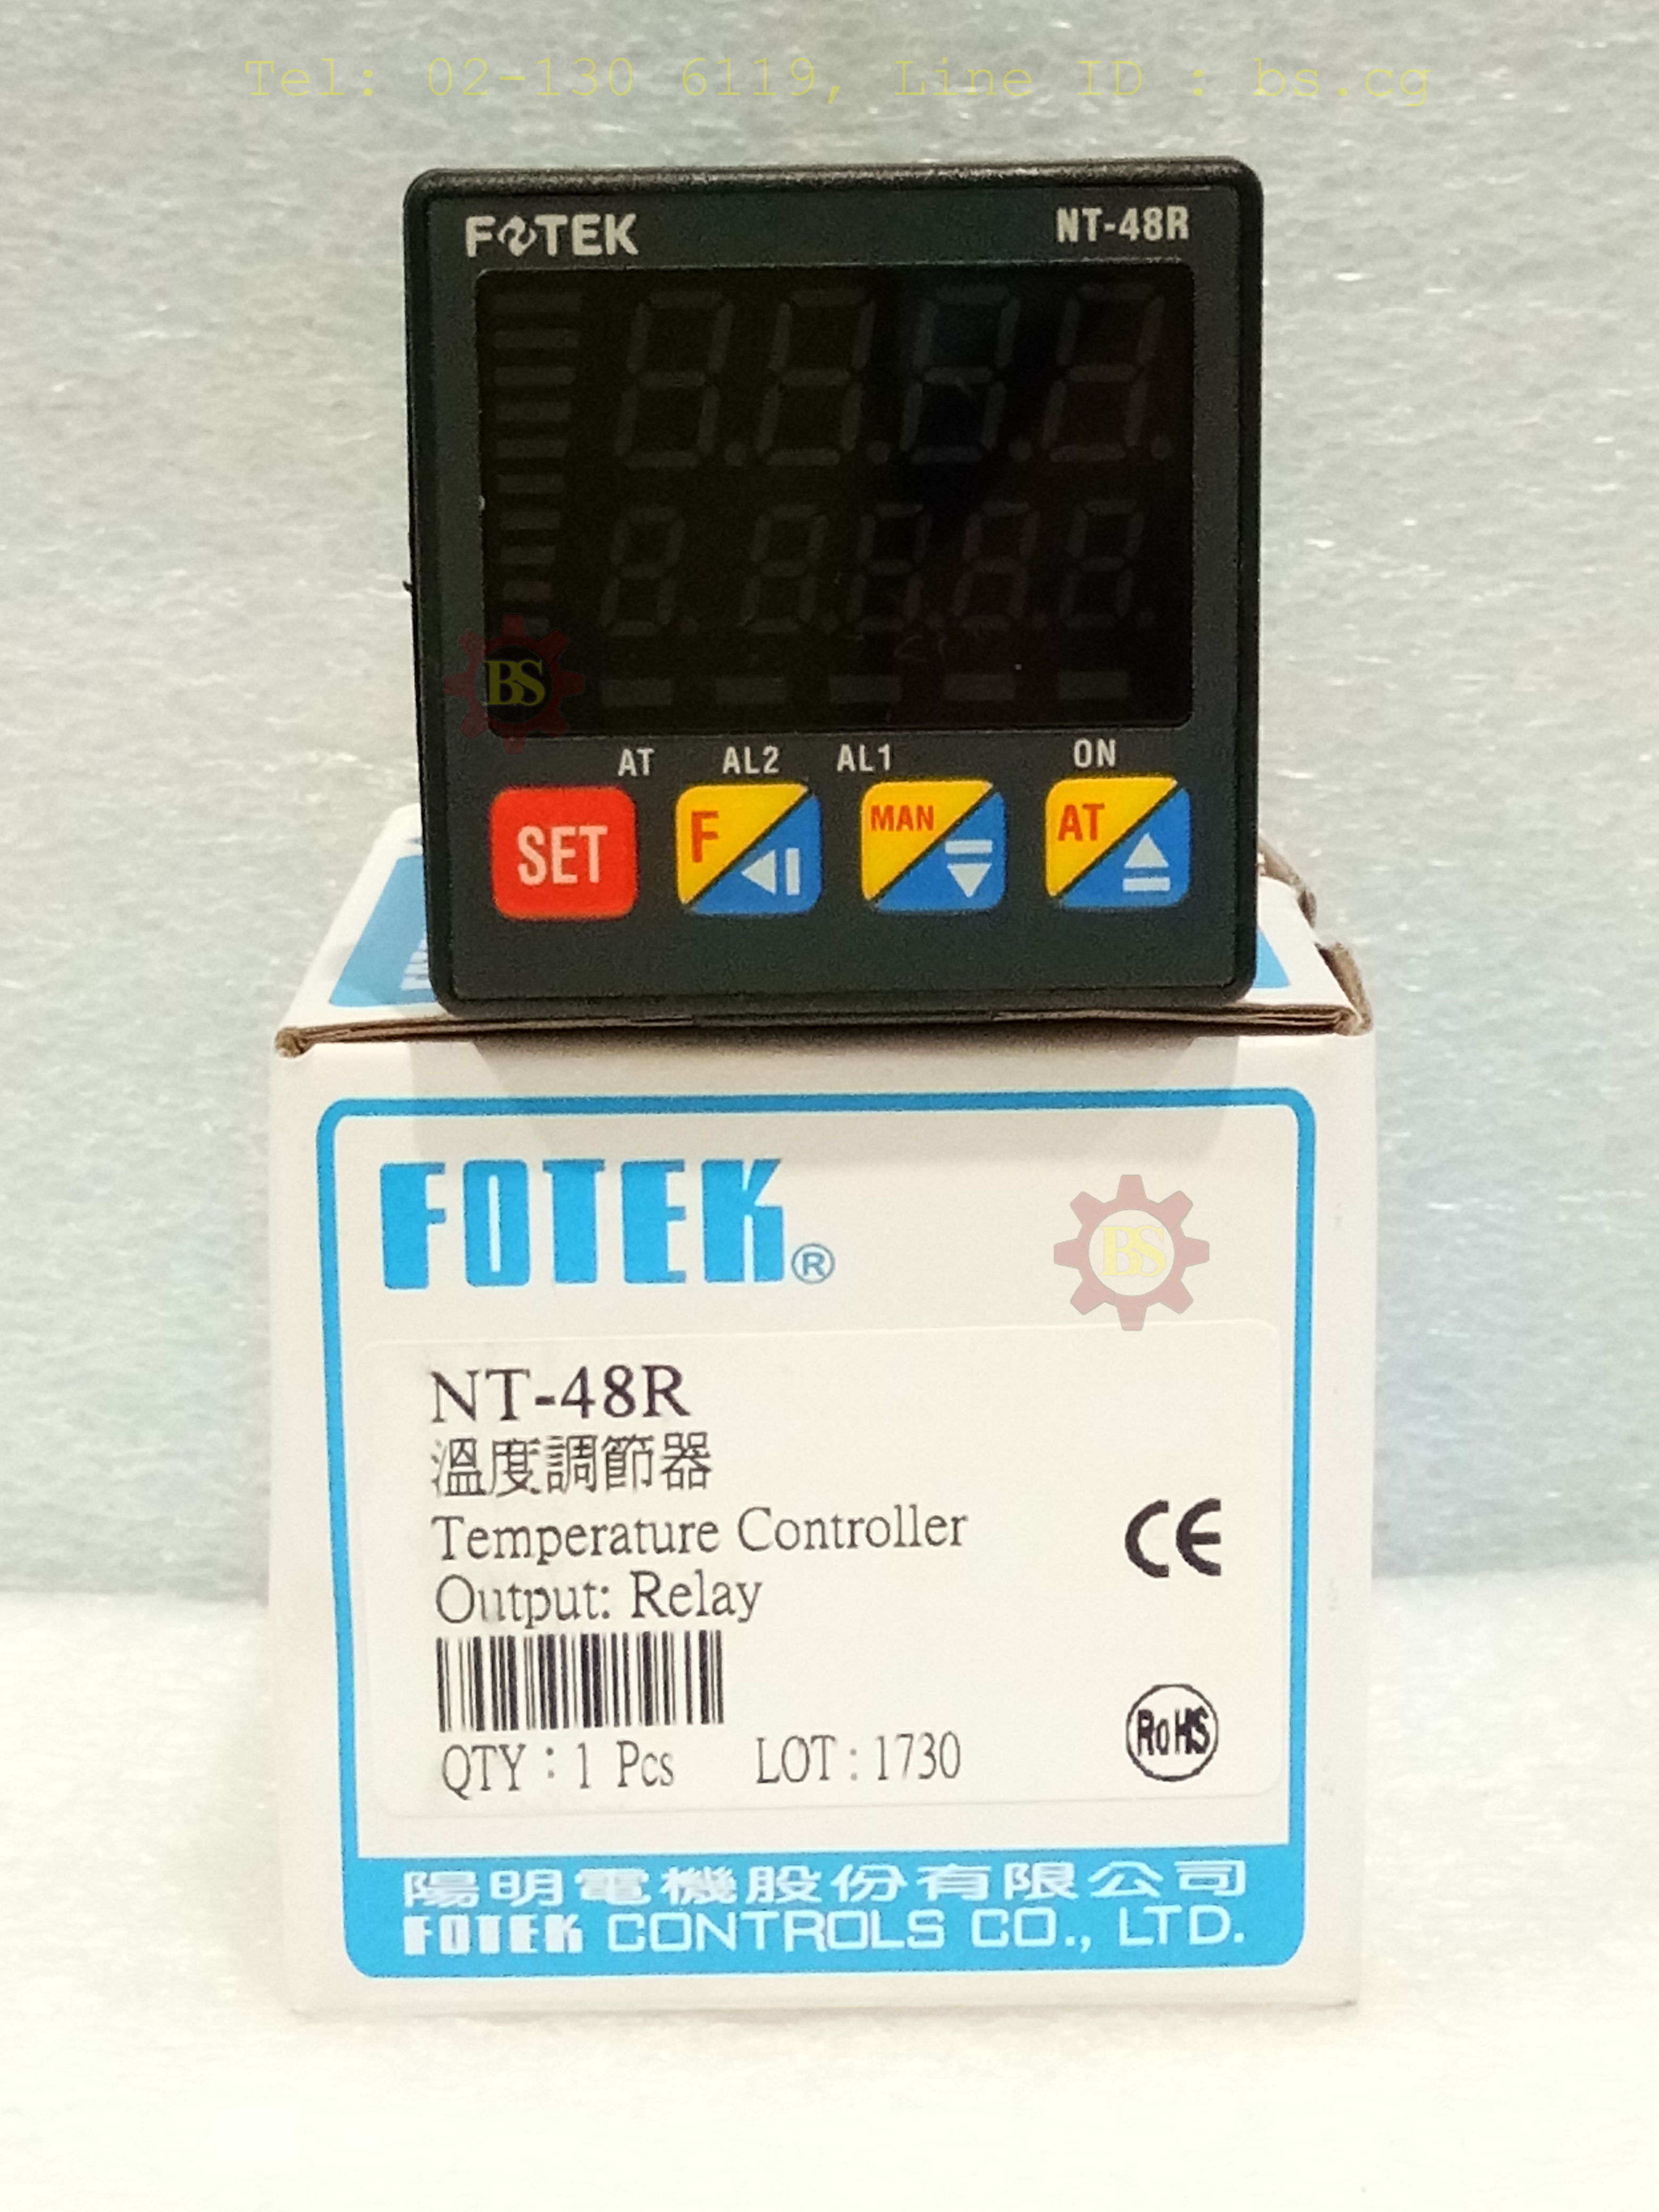 Tel: 02-130 6119, Line ID : bs.cg
FOTEK NT-48R
BS
AT AL2 AL1 ON
SET F MAN AT
FOTEK®
BS
NT-48R
溫度調節器
Temperature Controller
CE
Output: Relay
RoHS
QTY : 1 Pcs LOT : 1730
陽明電機股份有限公司
FOTEK CONTROLS CO., LTD.